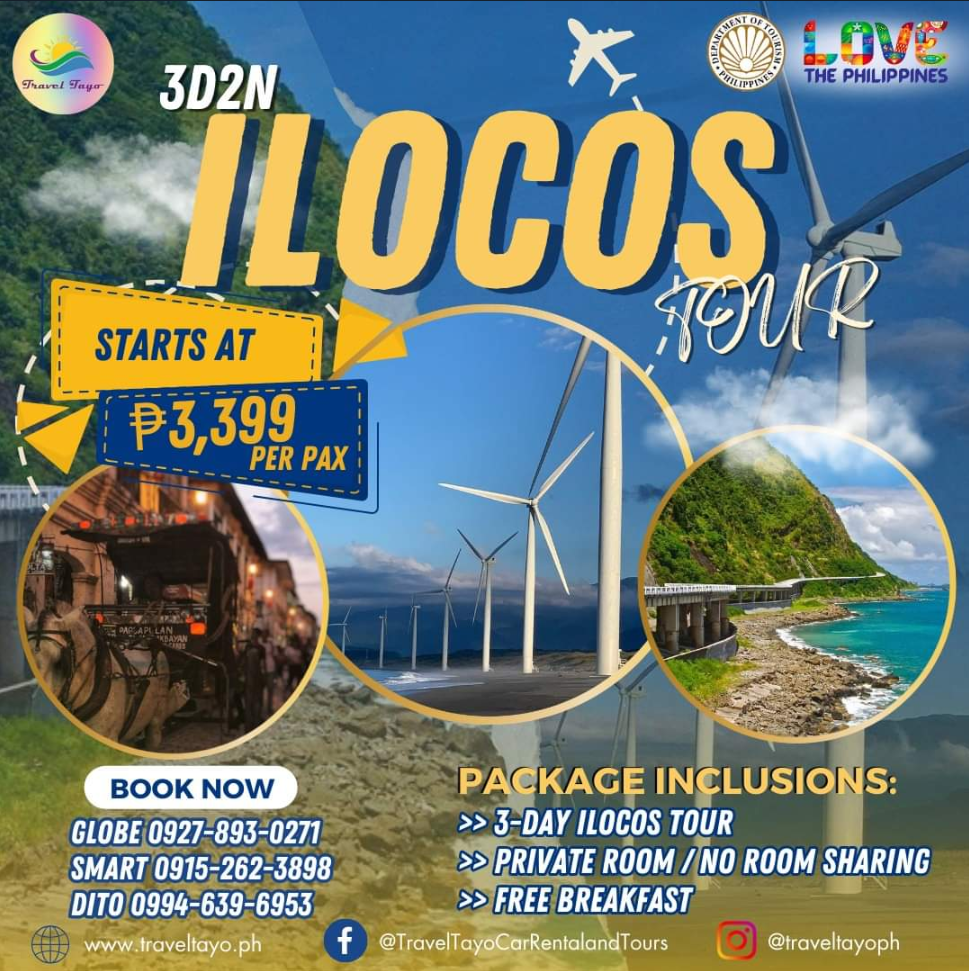 Travel Tayo
DEPARTMENT OF TOURISM
PHILIPPINES
LOVE
THE PHILIPPINES
3D2N
ILOCOS
TOUR
STARTS AT
₱3,399
PER PAX
BOOK NOW
GLOBE 0927-893-0271
SMART 0915-262-3898
DITO 0994-639-6953
PACKAGE INCLUSIONS:
>> 3-DAY ILOCOS TOUR
>> PRIVATE ROOM / NO ROOM SHARING
>> FREE BREAKFAST
www.traveltayo.ph
@TravelTayoCarRentalandTours
@traveltayoph